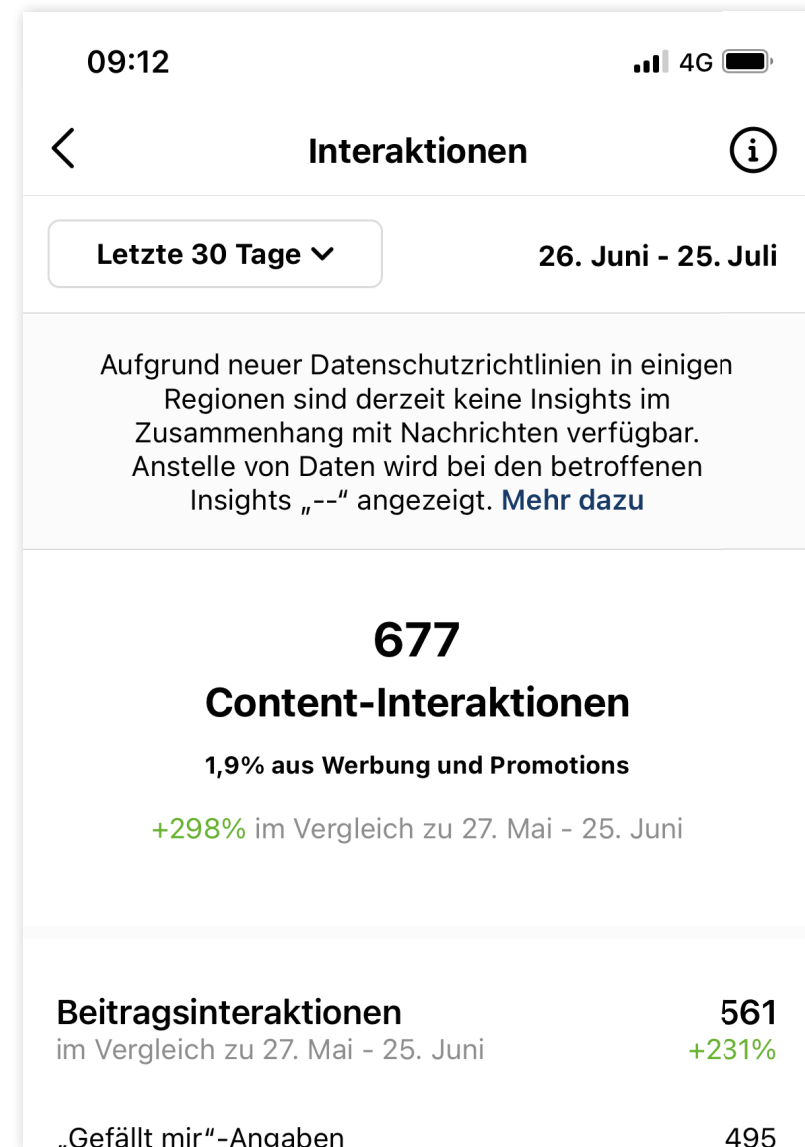 09:12
4G
Interaktionen
Letzte 30 Tage
26. Juni - 25. Juli
Aufgrund neuer Datenschutzrichtlinien in einigen
Regionen sind derzeit keine Insights im
Zusammenhang mit Nachrichten verfügbar.
Anstelle von Daten wird bei den betroffenen
Insights „--“ angezeigt. Mehr dazu
677
Content-Interaktionen
1,9% aus Werbung und Promotions
+298% im Vergleich zu 27. Mai - 25. Juni
Beitragsinteraktionen 561
im Vergleich zu 27. Mai - 25. Juni +231%
„Gefällt mir“-Angaben 495